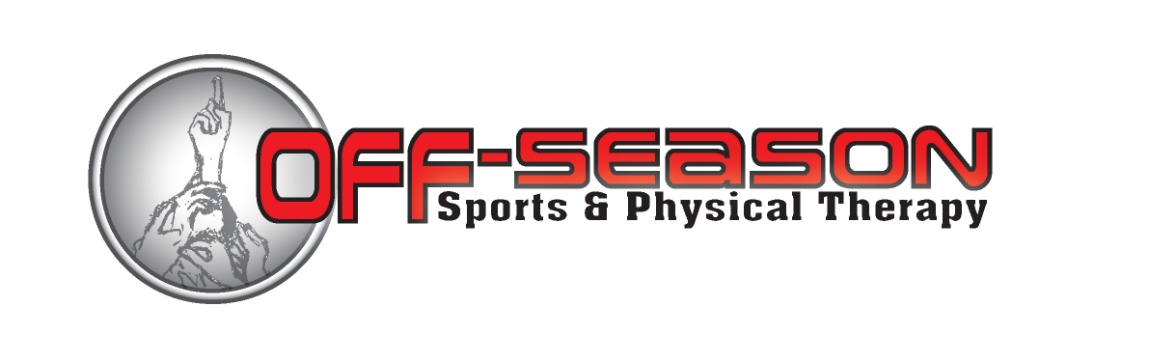 OFF-SEASON
Sports & Physical Therapy